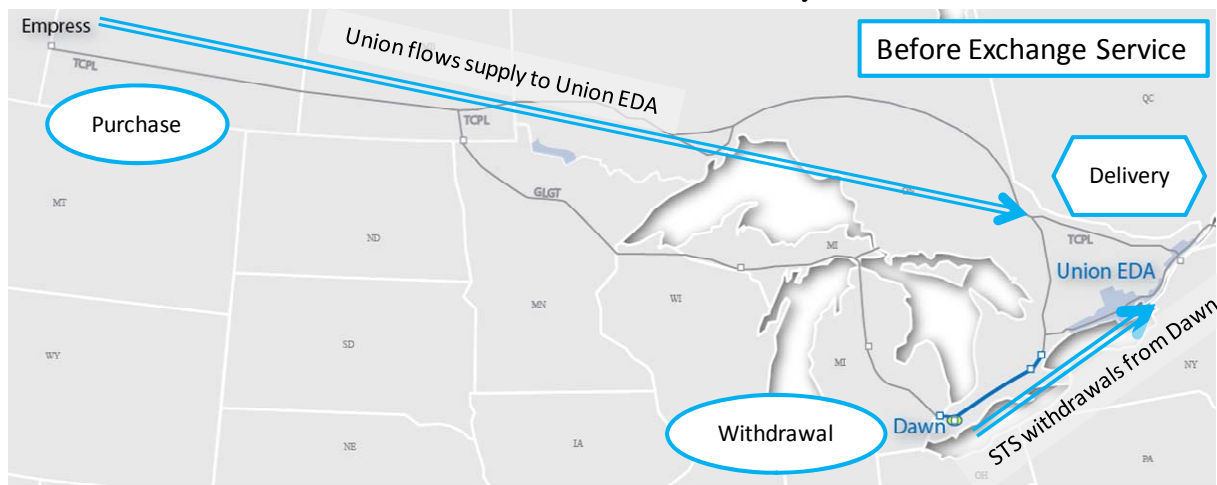 Empress
Union flows supply to Union EDA
Before Exchange Service
TCPL
QC
Purchase
TCPL
Delivery
GLGT
ON
MT
ND
MI
TCPL
Union EDA
MN
WI
STS withdrawals from Dawn
WY
SD
MI
NY
Withdrawal
Dawn
NE
IA
PA
OH